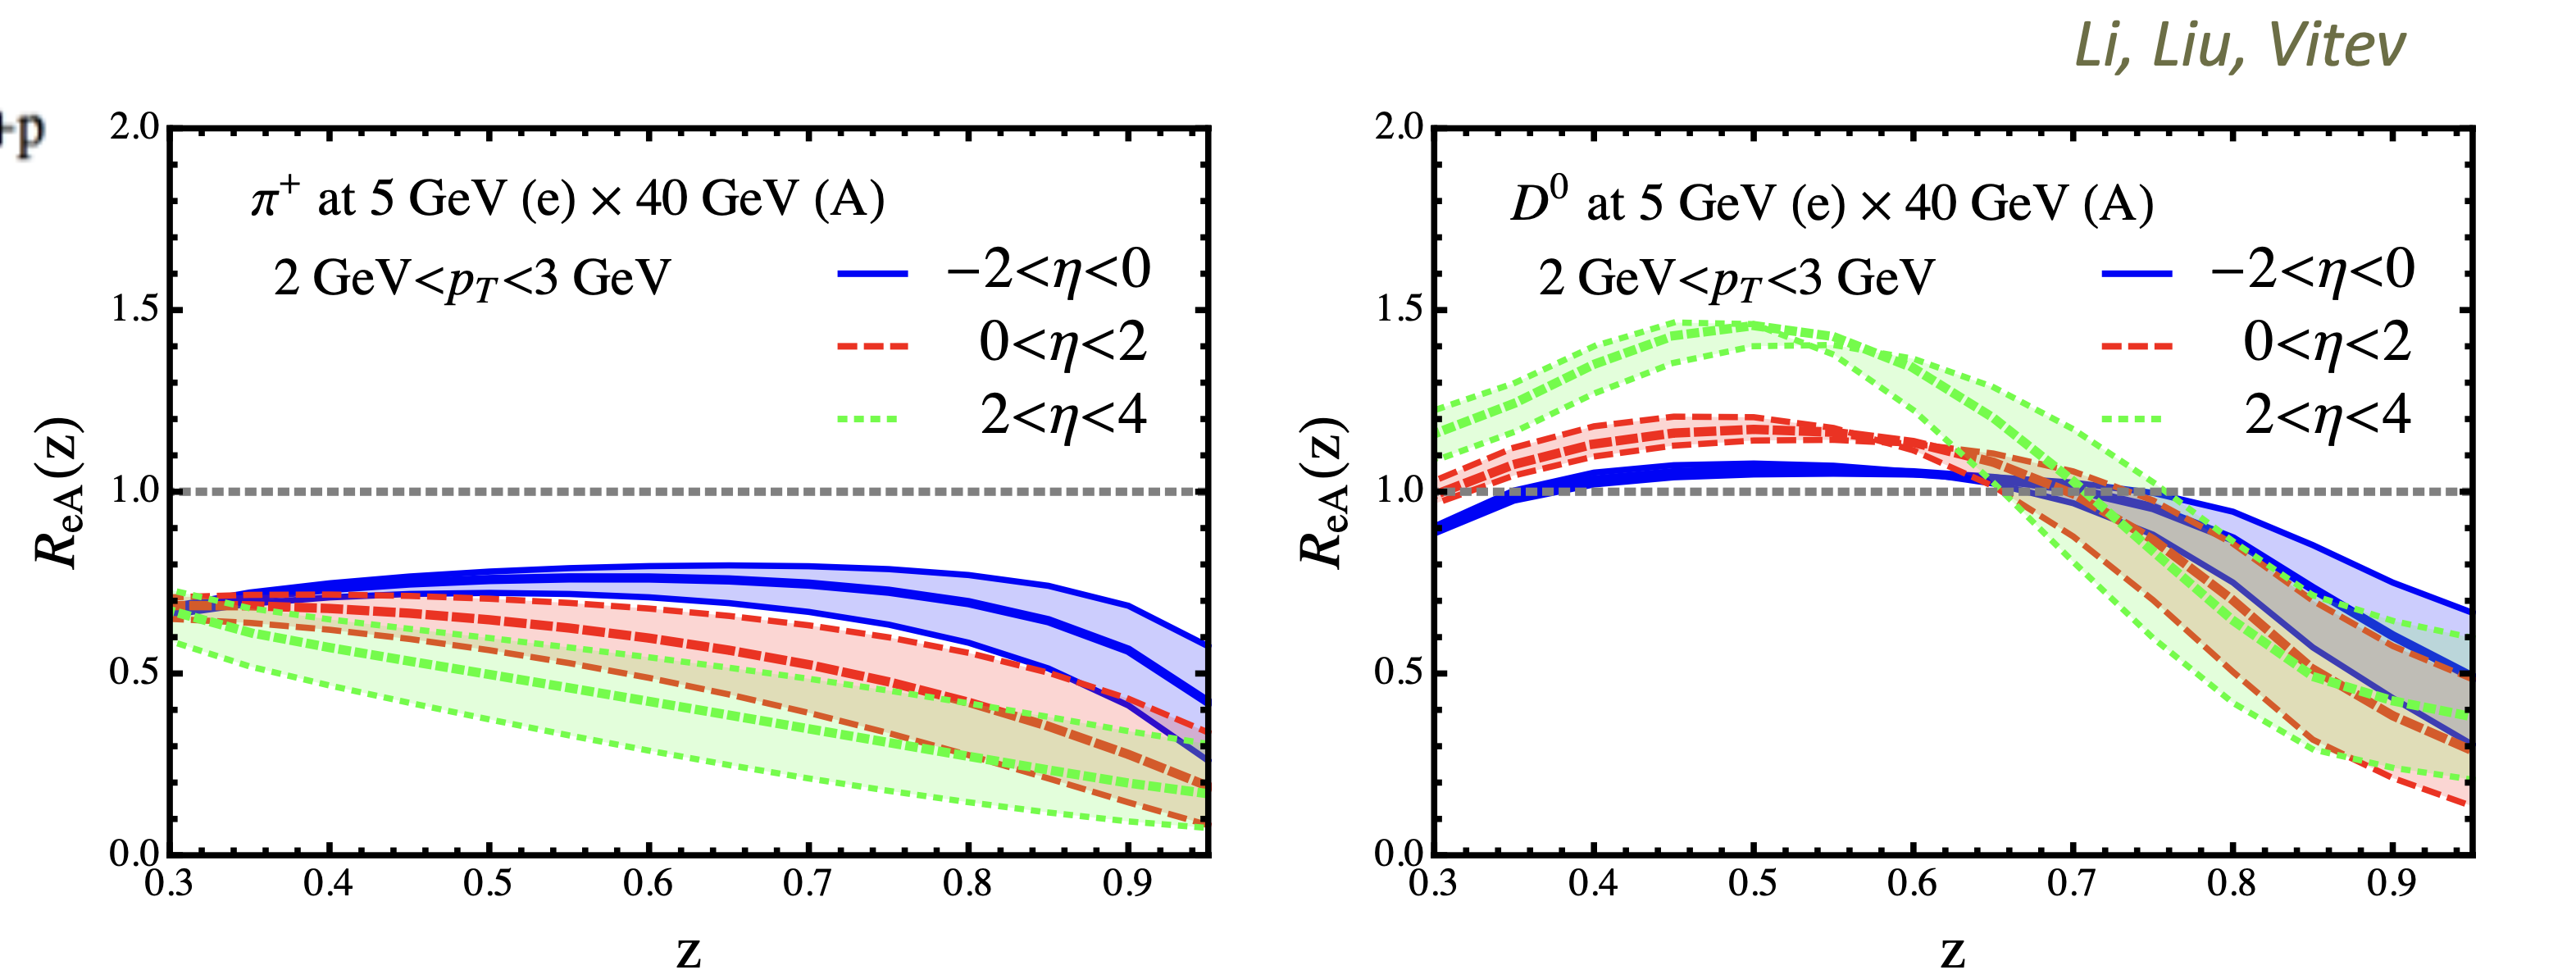 Li, Liu, Vitev
+p
2.0
1.5
1.0
0.5
0.0
R_eA(z)
π⁺ at 5 GeV (e) × 40 GeV (A)
2 GeV<p_T<3 GeV
−2<η<0
0<η<2
2<η<4
0.3 0.4 0.5 0.6 0.7 0.8 0.9
z
2.0
1.5
1.0
0.5
0.0
R_eA(z)
D⁰ at 5 GeV (e) × 40 GeV (A)
2 GeV<p_T<3 GeV
−2<η<0
0<η<2
2<η<4
0.3 0.4 0.5 0.6 0.7 0.8 0.9
z